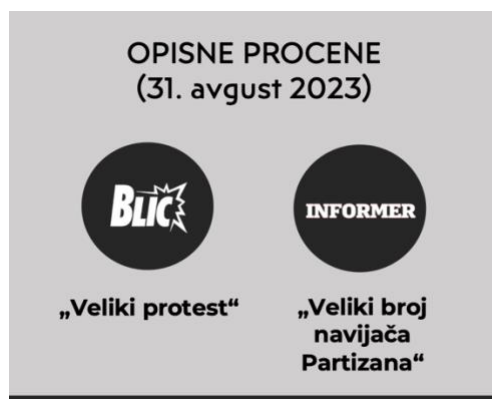 OPISNE PROCENE
(31. avgust 2023)
BLIC
INFORMER
„Veliki protest“
„Veliki broj
navijača
Partizana“